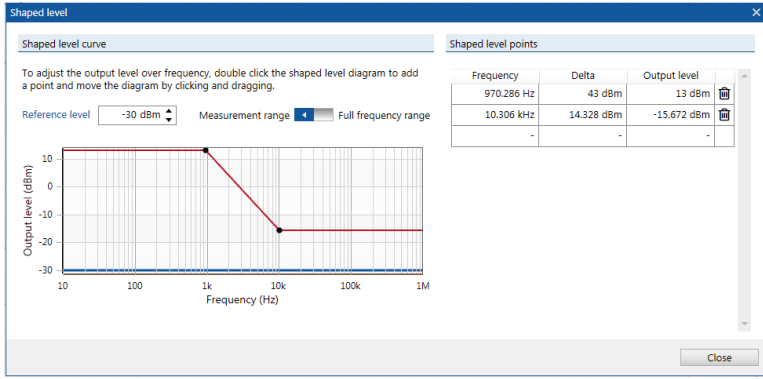 Shaped level
Shaped level curve
To adjust the output level over frequency, double click the shaped level diagram to add
a point and move the diagram by clicking and dragging.
Reference level -30 dBm Measurement range Full frequency range
Output level (dBm)
10
0
-10
-20
-30
10 100 1k 10k 100k 1M
Frequency (Hz)
Shaped level points
Frequency Delta Output level
970.286 Hz 43 dBm 13 dBm
10.306 kHz 14.328 dBm -15.672 dBm
- - -
Close